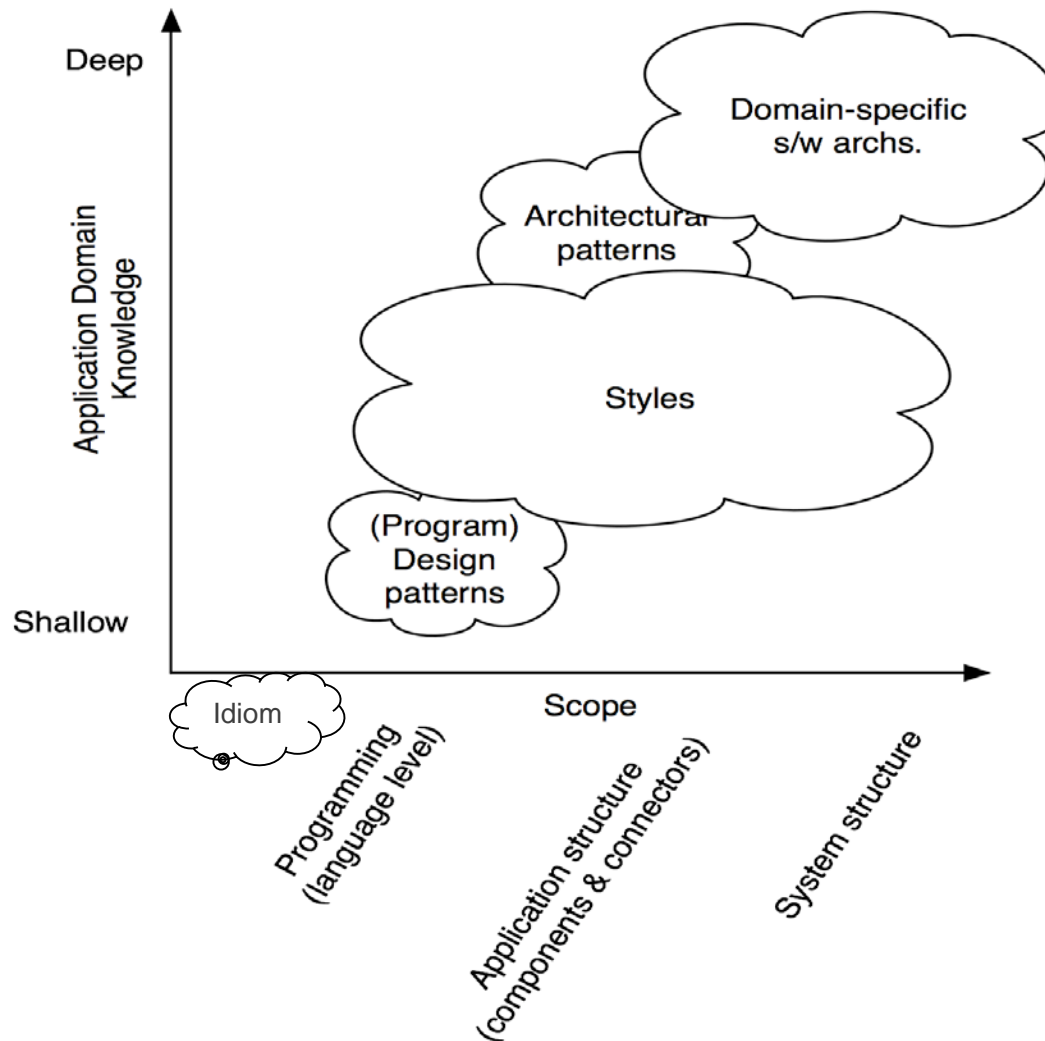 Deep
Domain-specific
s/w archs.
Architectural
patterns
Application Domain
Knowledge
Styles
(Program)
Design
patterns
Shallow
Idiom
Scope
Programming
(language level)
Application structure
(components & connectors)
System structure